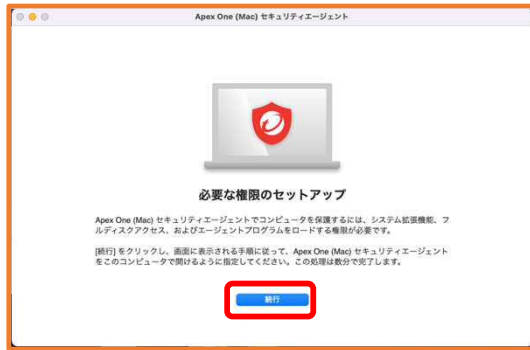 Apex One (Mac) セキュリティエージェント
必要な権限のセットアップ
Apex One (Mac) セキュリティエージェントでコンピュータを保護するには、システム拡張機能、フ
ルディスクアクセス、およびエージェントプログラムをロードする権限が必要です。
[続行] をクリックし、画面に表示される手順に従って、Apex One (Mac) セキュリティエージェント
をこのコンピュータで開けるように指定してください。この処理は数分で完了します。
続行